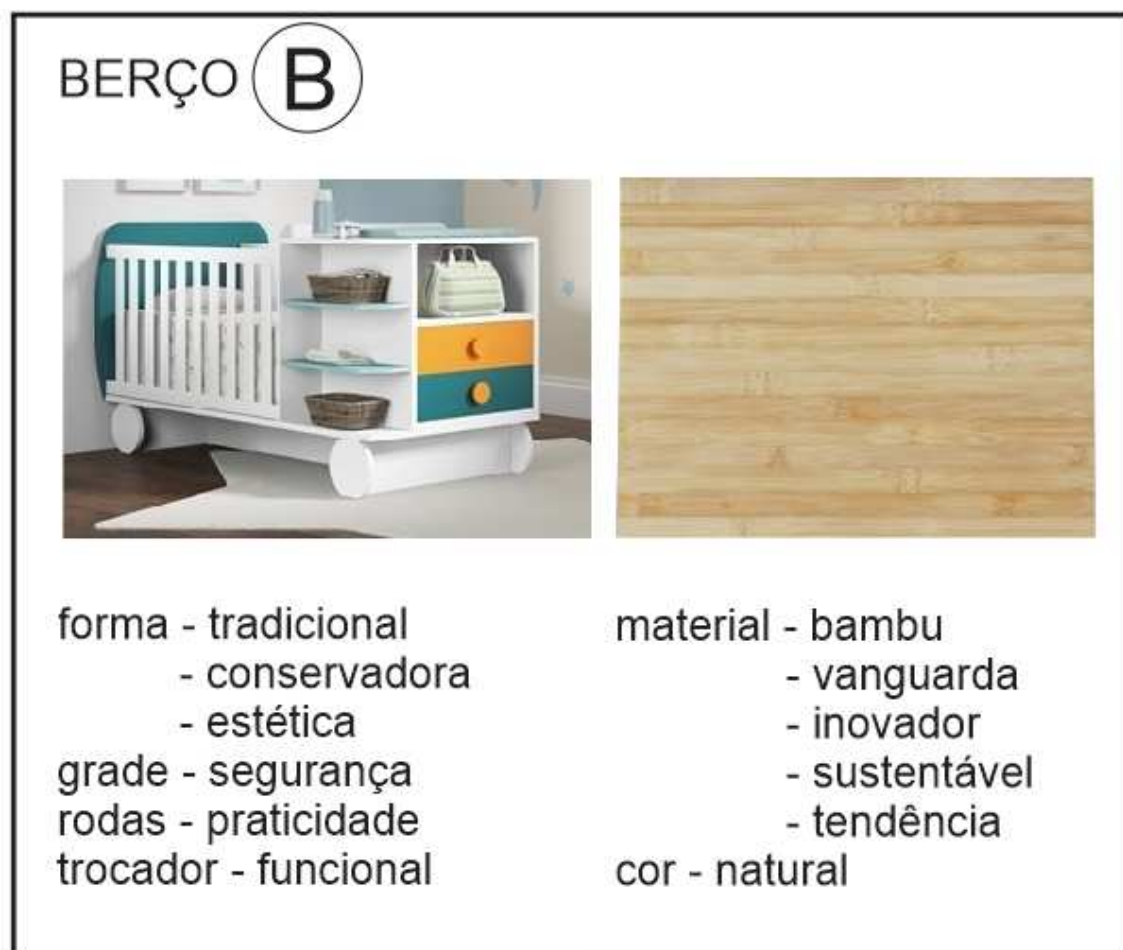 BERÇO B
forma - tradicional
- conservadora
- estética
grade - segurança
rodas - praticidade
trocador - funcional
material - bambu
- vanguarda
- inovador
- sustentável
- tendência
cor - natural